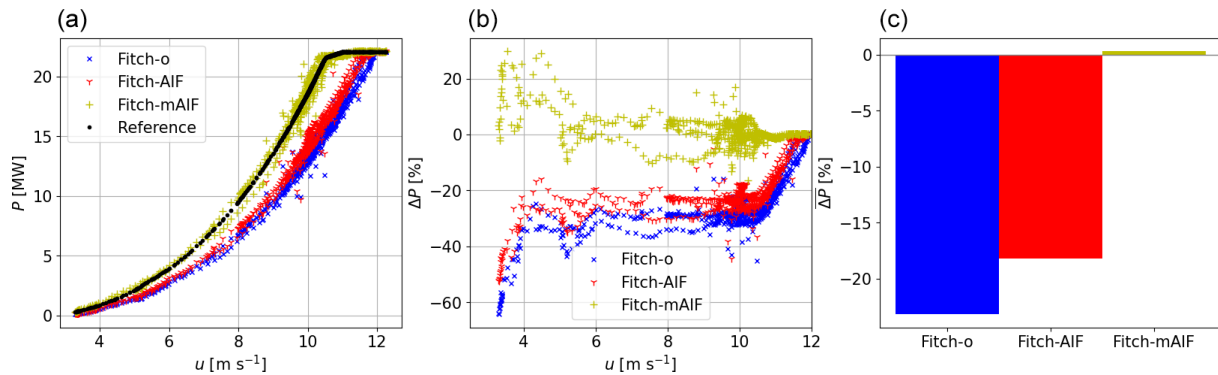 (a)
P [MW]
20
15
10
5
0
Fitch-o
Fitch-AIF
Fitch-mAIF
Reference
4 6 8 10 12
u [m s⁻¹]
(b)
ΔP [%]
20
0
−20
−40
−60
Fitch-o
Fitch-AIF
Fitch-mAIF
4 6 8 10 12
u [m s⁻¹]
(c)
ΔP [%]
0
−5
−10
−15
−20
Fitch-o Fitch-AIF Fitch-mAIF